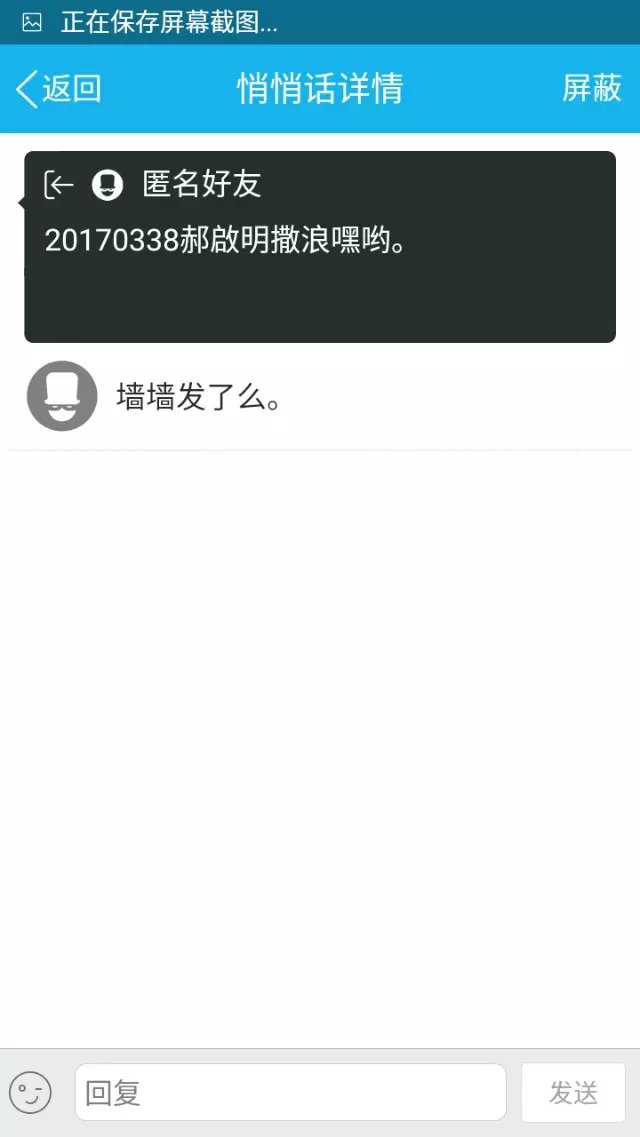 正在保存屏幕截图...
返回
悄悄话详情
屏蔽
匿名好友
20170338郝啟明撒浪嘿哟。
墙墙发了么。
回复
发送